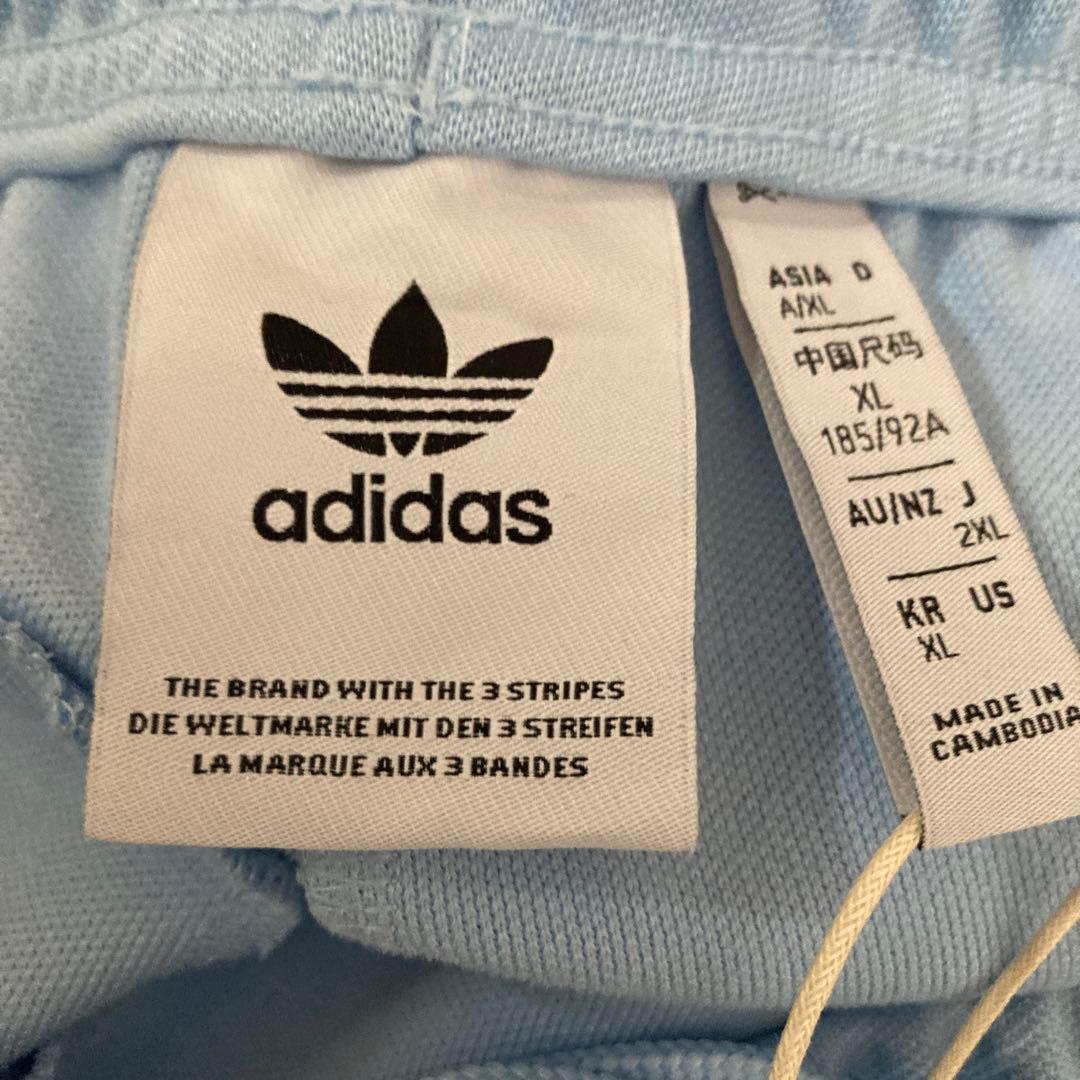 adidas
THE BRAND WITH THE 3 STRIPES
DIE WELTMARKE MIT DEN 3 STREIFEN
LA MARQUE AUX 3 BANDES
ASIA D
A/XL
中国尺码
XL
185/92A
AU/NZ J
2XL
KR US
XL
MADE IN
CAMBODIA